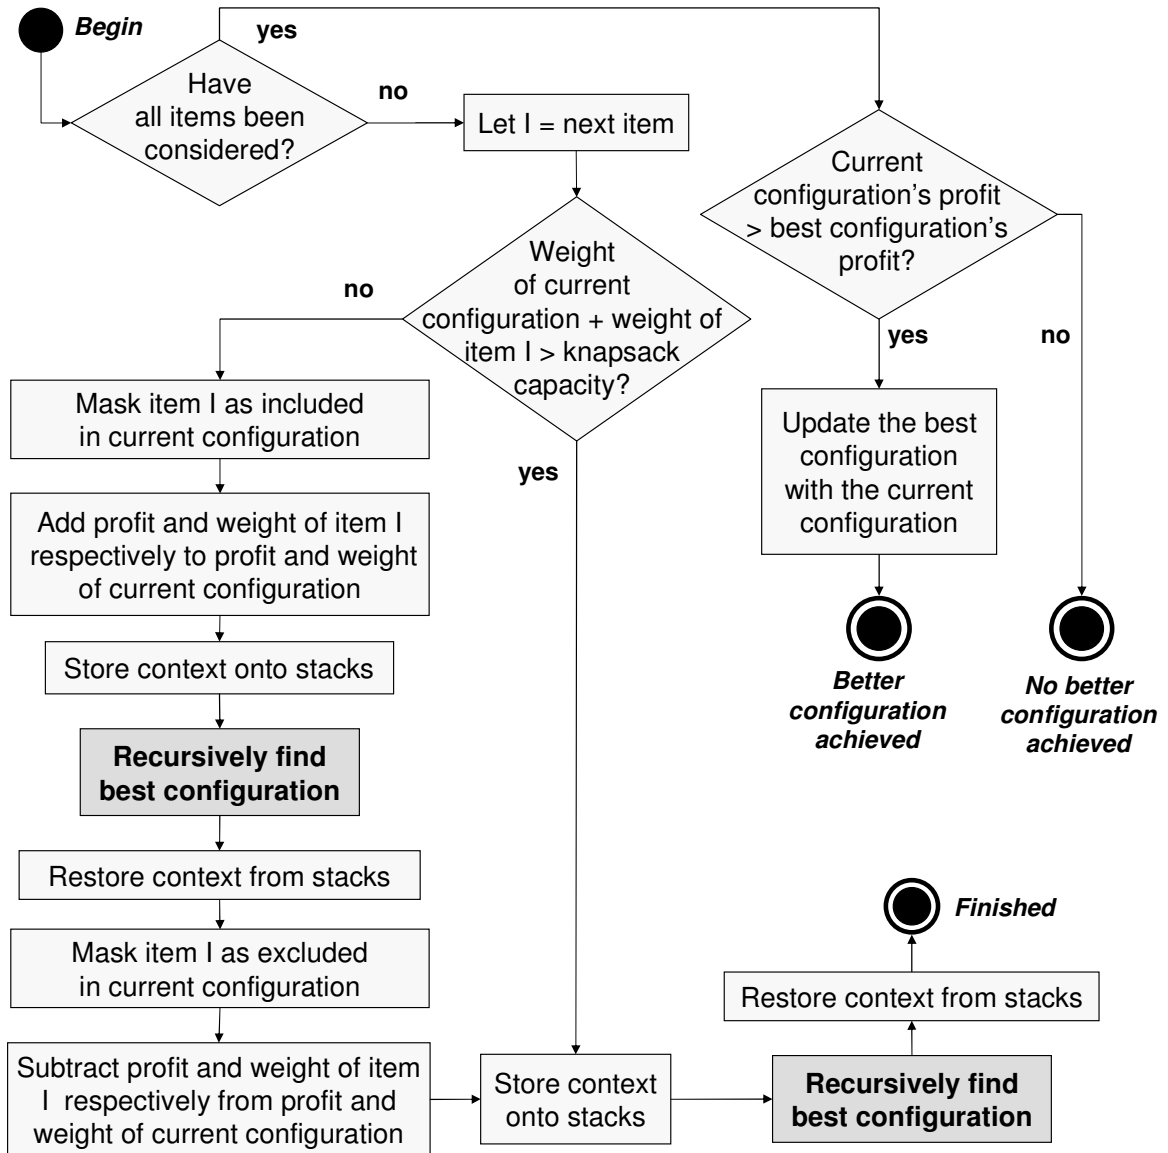 Begin
yes
Have
all items been
considered?
no
Let I = next item
Current
configuration's profit
> best configuration's
profit?
Weight
of current
configuration + weight of
item I > knapsack
capacity?
no
yes
no
Mask item I as included
in current configuration
yes
Update the best
configuration
with the current
configuration
Add profit and weight of item I
respectively to profit and weight
of current configuration
Store context onto stacks
Better
configuration
achieved
No better
configuration
achieved
Recursively find
best configuration
Restore context from stacks
Finished
Mask item I as excluded
in current configuration
Restore context from stacks
Subtract profit and weight of item
I respectively from profit and
weight of current configuration
Store context
onto stacks
Recursively find
best configuration